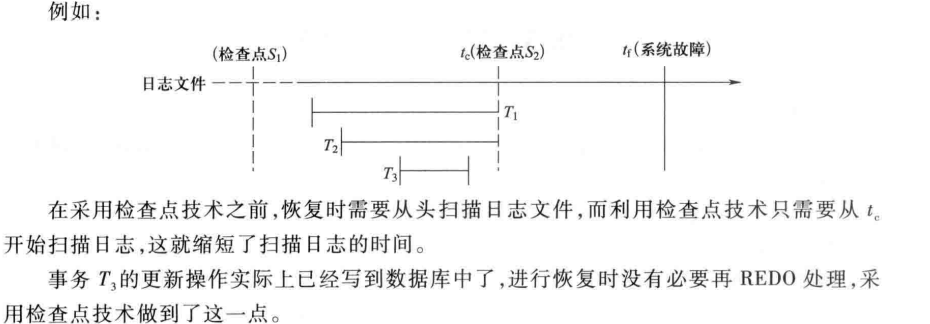 例如：
(检查点S₁) t_c(检查点S₂) t_f(系统故障)
日志文件
T₁
T₂
T₃
在采用检查点技术之前，恢复时需要从头扫描日志文件，而利用检查点技术只需要从 t_c
开始扫描日志，这就缩短了扫描日志的时间。
事务 T₃的更新操作实际上已经写到数据库中了，进行恢复时没有必要再 REDO 处理，采
用检查点技术做到了这一点。